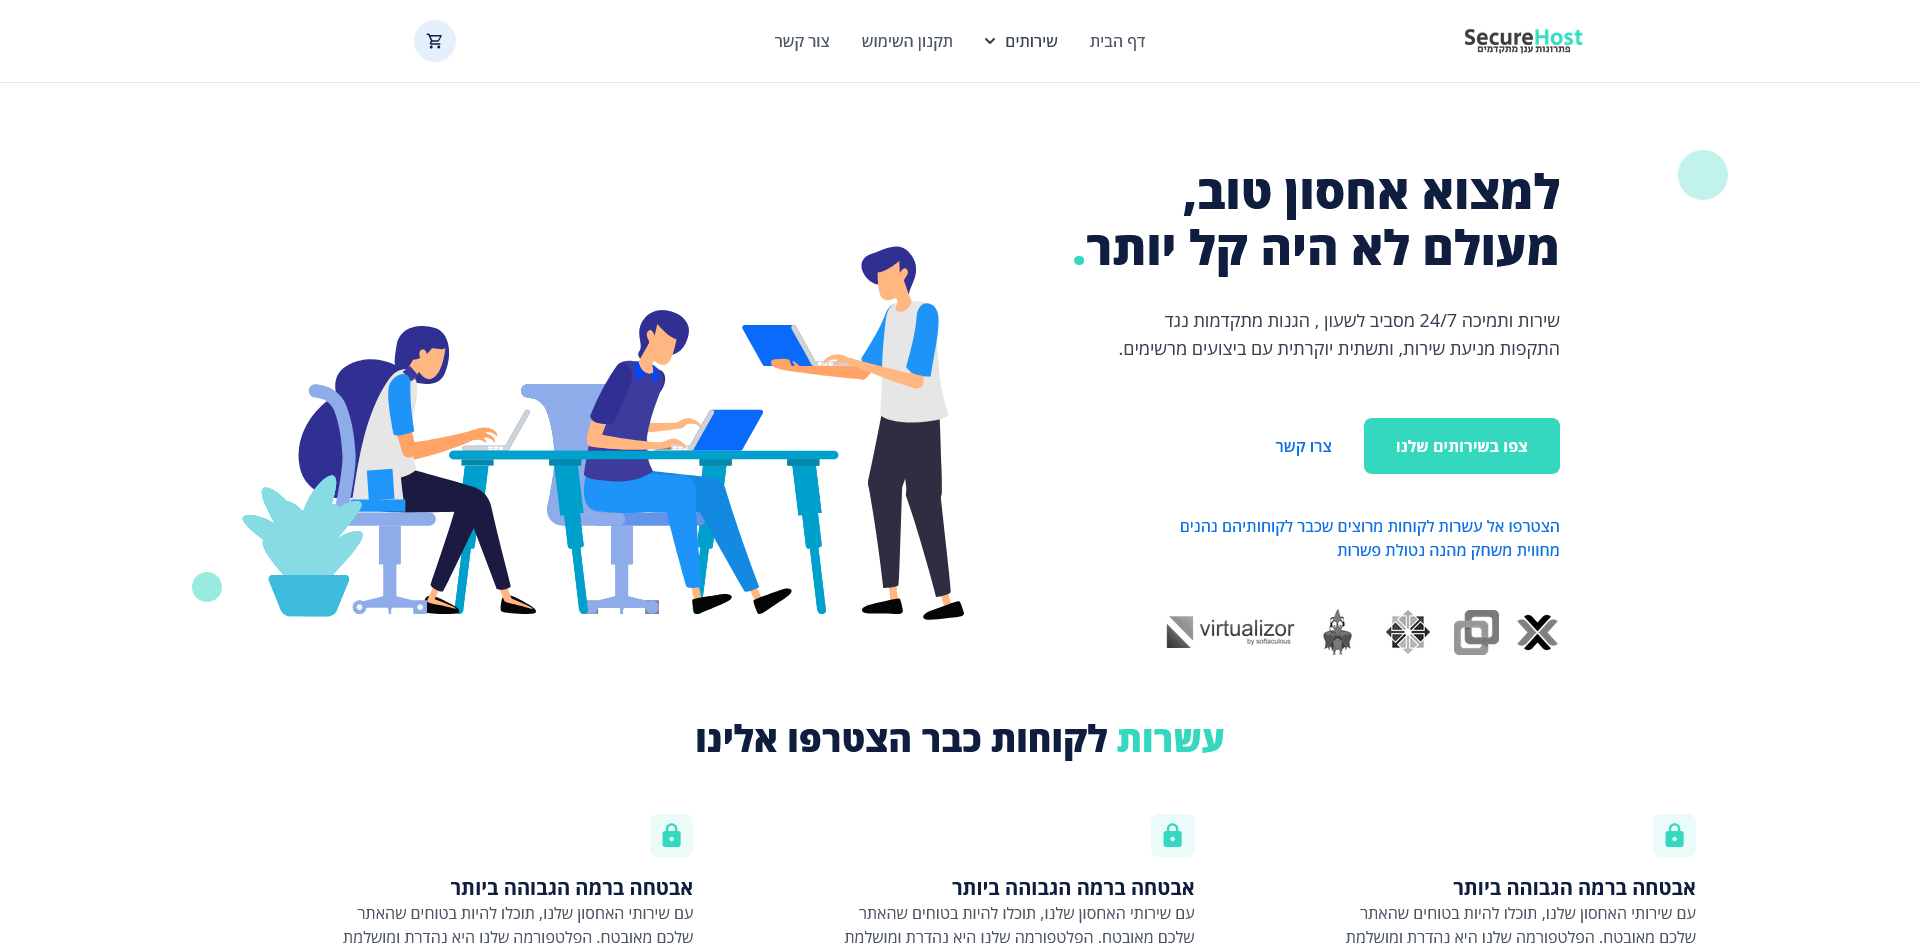 SecureHost
פתרונות ענן מתקדמים
דף הבית
שירותים
תקנון השימוש
צור קשר
למצוא אחסון טוב,
מעולם לא היה קל יותר.
שירות ותמיכה 24/7 מסביב לשעון , הגנות מתקדמות נגד
התקפות מניעת שירות, ותשתית יוקרתית עם ביצועים מרשימים.
צפו בשירותים שלנו
צרו קשר
הצטרפו אל עשרות לקוחות מרוצים שכבר לקוחותיהם נהנים
מחווית משחק מהנה נטולת פשרות
virtualizor
by softaculous
עשרות לקוחות כבר הצטרפו אלינו
אבטחה ברמה הגבוהה ביותר
עם שירותי האחסון שלנו, תוכלו להיות בטוחים שהאתר
שלכם מאובטח. הפלטפורמה שלנו היא נהדרת ומושלמת
אבטחה ברמה הגבוהה ביותר
עם שירותי האחסון שלנו, תוכלו להיות בטוחים שהאתר
שלכם מאובטח. הפלטפורמה שלנו היא נהדרת ומושלמת
אבטחה ברמה הגבוהה ביותר
עם שירותי האחסון שלנו, תוכלו להיות בטוחים שהאתר
שלכם מאובטח. הפלטפורמה שלנו היא נהדרת ומושלמת